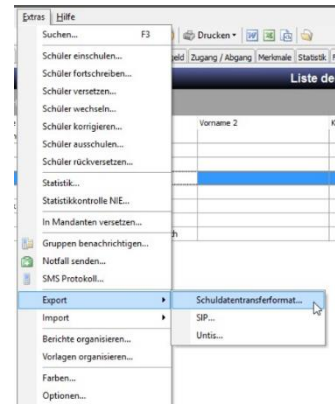 Extras Hilfe
Suchen... F3
Drucken
Schüler einschulen...
geld Zugang / Abgang Merkmale Statistik
Schüler fortschreiben...
Liste de
Schüler versetzen...
Schüler wechseln...
Schüler korrigieren...
Vorname 2
Schüler ausschulen...
Schüler rückversetzen...
Statistik...
Statistikkontrolle NIE...
In Mandanten versetzen...
Gruppen benachrichtigen...
Notfall senden...
SMS Protokoll...
Export
Schuldatentransferformat...
Import
SIP...
Untis...
Berichte organisieren...
Vorlagen organisieren...
Farben...
Optionen...